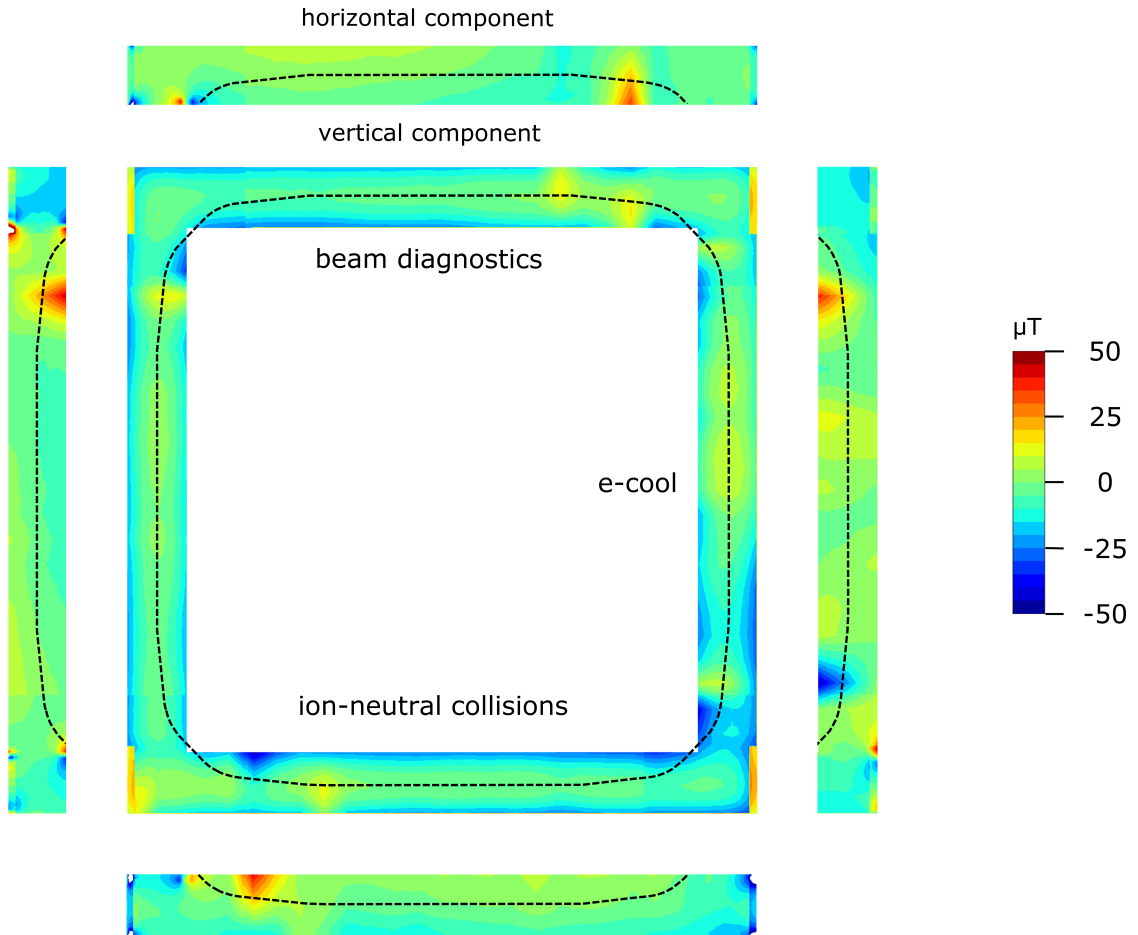 horizontal component
vertical component
beam diagnostics
e-cool
ion-neutral collisions
µT
50
25
0
-25
-50